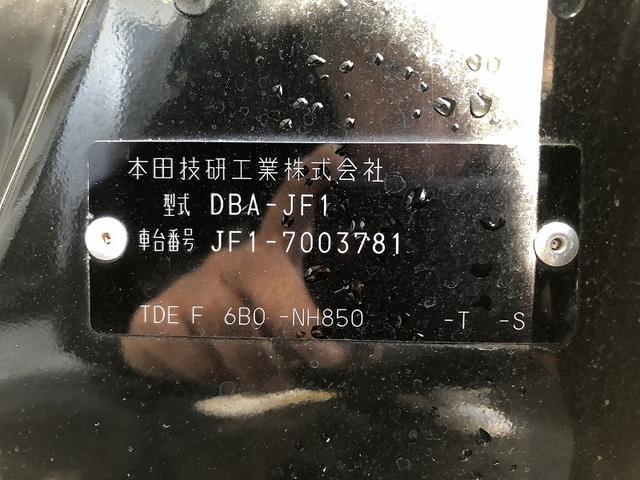 本田技研工業株式会社
型式 DBA-JF1
車台番号 JF1-7003781
TDE F 6B0 -NH850 -T -S